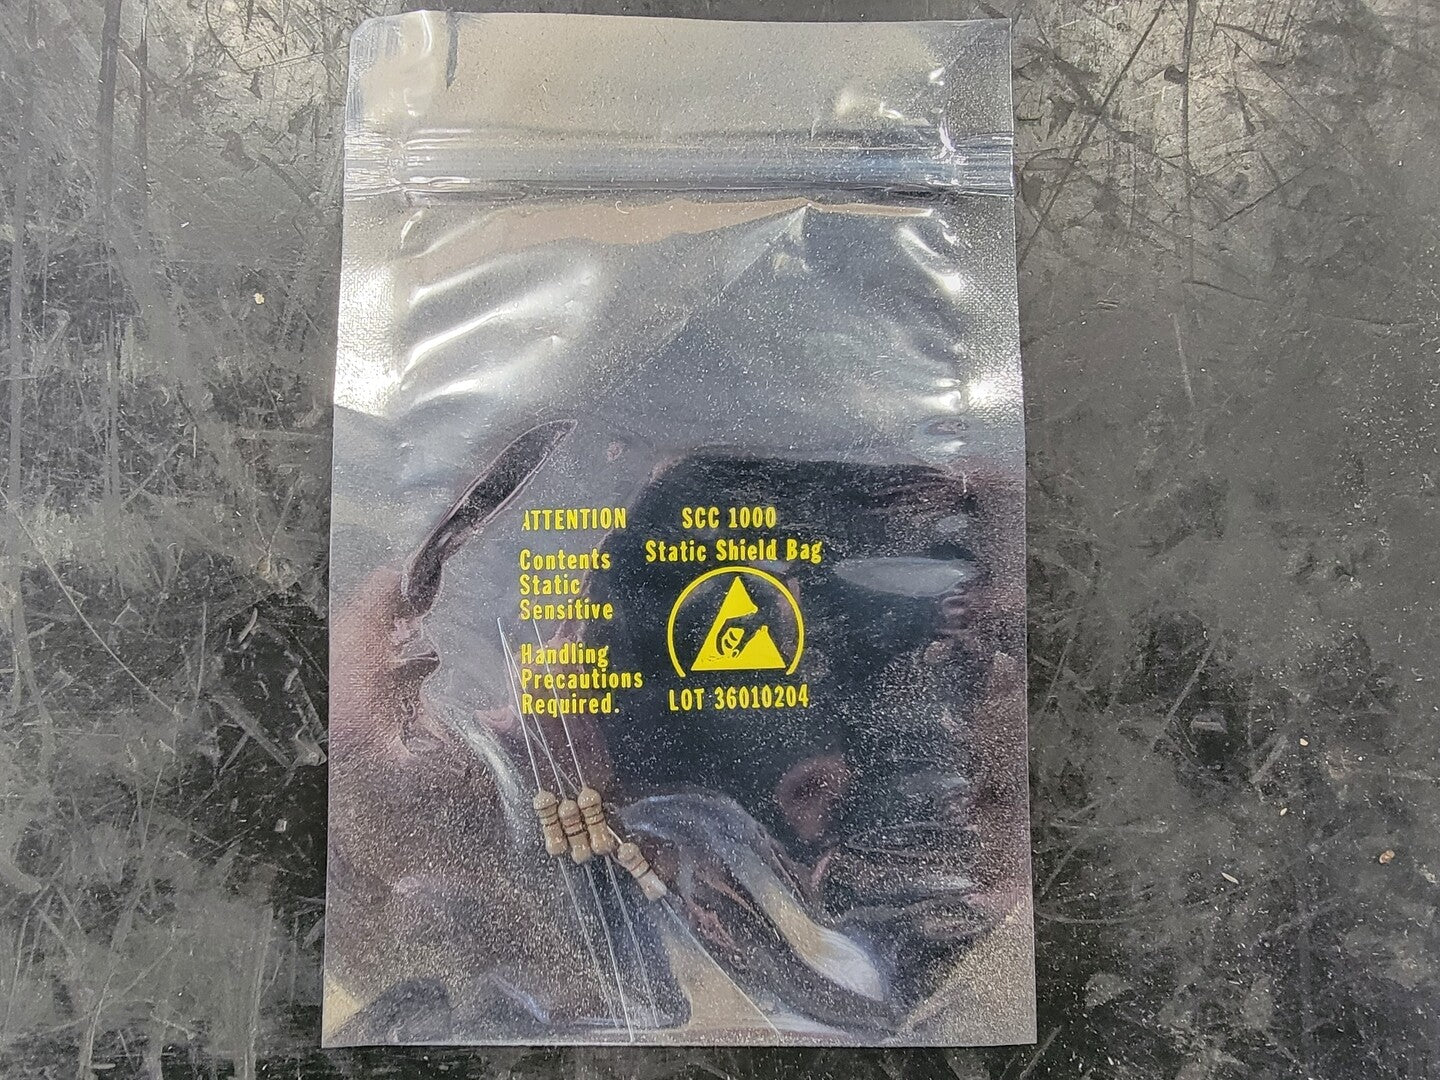 ATTENTION
Contents
Static
Sensitive
Handling
Precautions
Required.
SCC 1000
Static Shield Bag
LOT 36010204